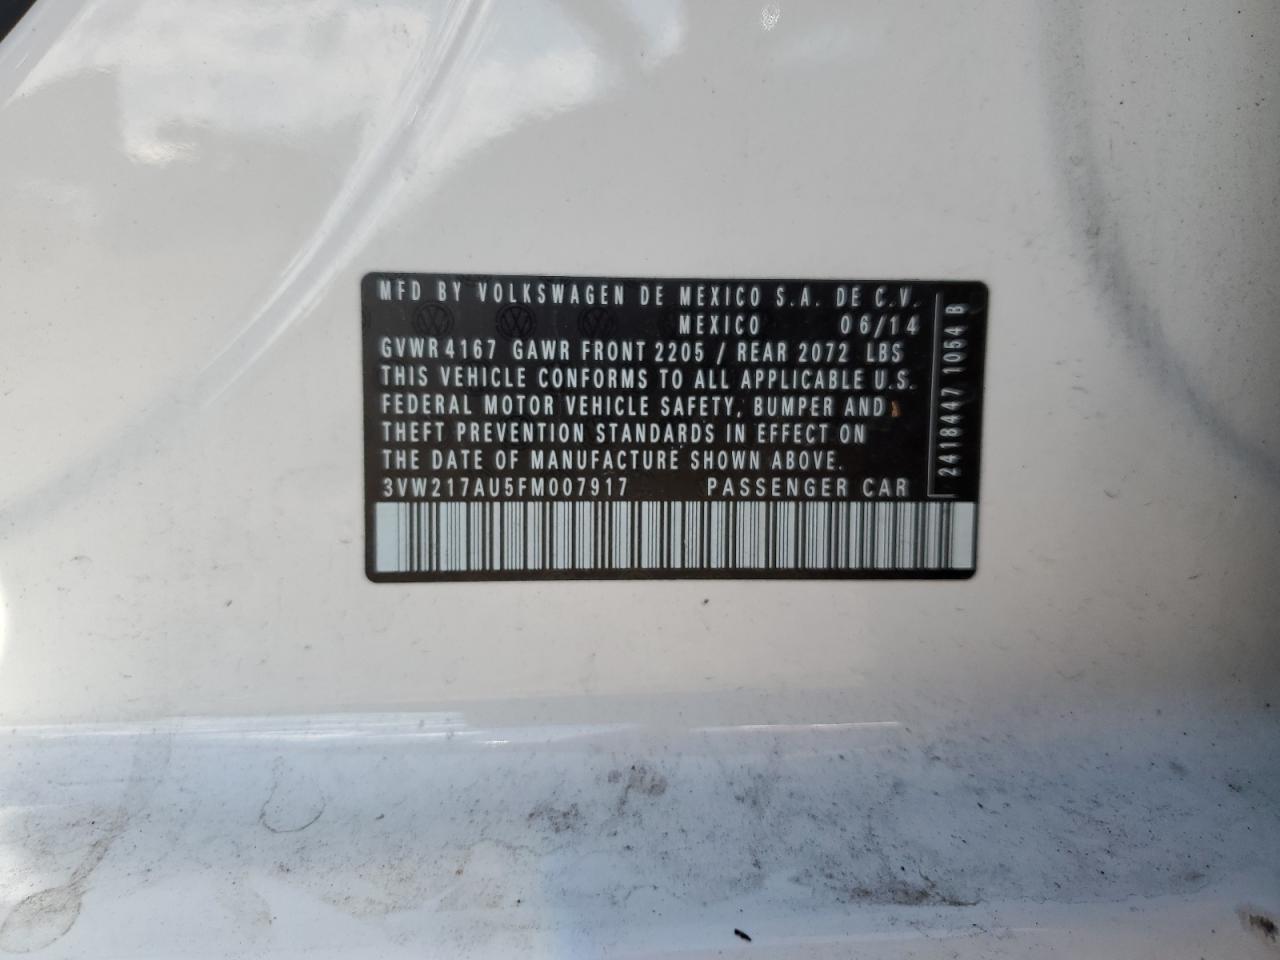 MFD BY VOLKSWAGEN DE MEXICO S.A. DE C.V.
MEXICO 06/14
GVWR 4167 GAWR FRONT 2205 / REAR 2072 LBS
THIS VEHICLE CONFORMS TO ALL APPLICABLE U.S.
FEDERAL MOTOR VEHICLE SAFETY, BUMPER AND
THEFT PREVENTION STANDARDS IN EFFECT ON
THE DATE OF MANUFACTURE SHOWN ABOVE.
3VW217AU5FM007917 PASSENGER CAR
2418447 1054 B